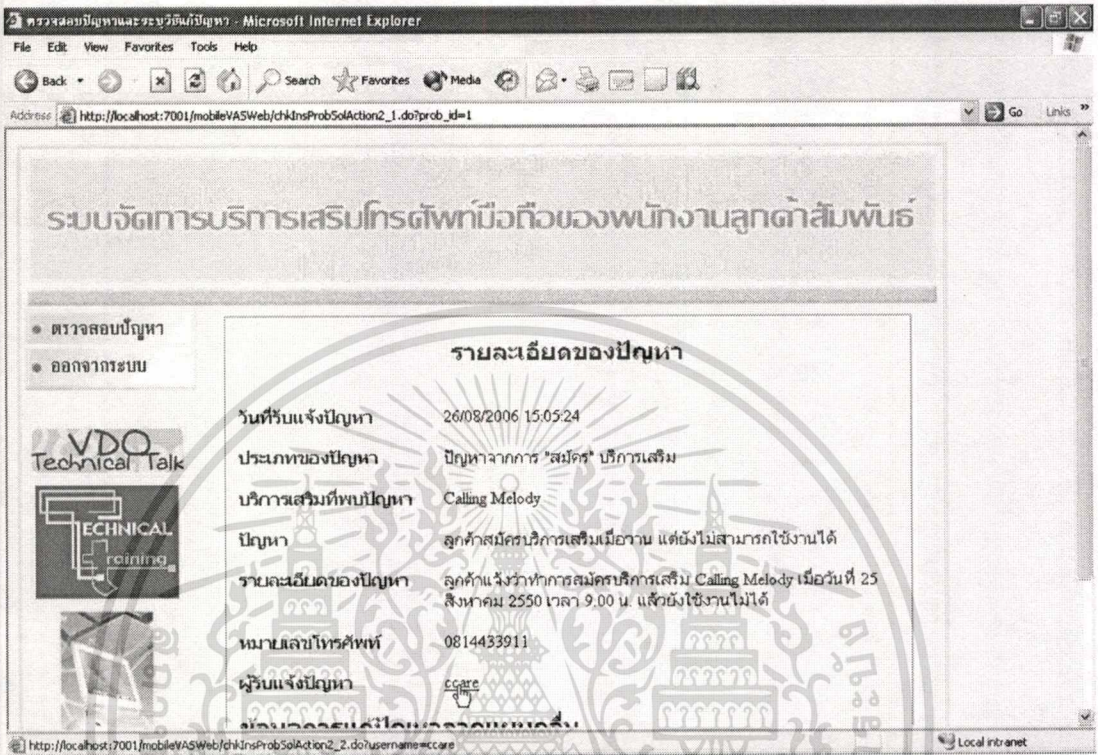 ตรวจสอบปัญหาและระบุวิธีแก้ปัญหา - Microsoft Internet Explorer
File Edit View Favorites Tools Help
Back Search Favorites Media
Address http://localhost:7001/mobileVASWeb/chkInsProbSolAction2_1.do?prob_id=1 Go Links »
ระบบจัดการบริการเสริมโทรศัพท์มือถือของพนักงานลูกค้าสัมพันธ์
ตรวจสอบปัญหา
ออกจากระบบ
VDO
Technical Talk
TECHNICAL
Training
รายละเอียดของปัญหา
วันที่รับแจ้งปัญหา 26/08/2006 15:05:24
ประเภทของปัญหา ปัญหาจากการ "สมัคร" บริการเสริม
บริการเสริมที่พบปัญหา Calling Melody
ปัญหา ลูกค้าสมัครบริการเสริมเมื่อวาน แต่ยังไม่สามารถใช้งานได้
รายละเอียดของปัญหา ลูกค้าแจ้งว่าทำการสมัครบริการเสริม Calling Melody เมื่อวันที่ 25
สิงหาคม 2550 เวลา 9.00 น. แล้วยังใช้งานไม่ได้
หมายเลขโทรศัพท์ 0814433911
ผู้รับแจ้งปัญหา ccare
http://localhost:7001/mobileVASWeb/chkInsProbSolAction2_2.do?username=ccare Local intranet